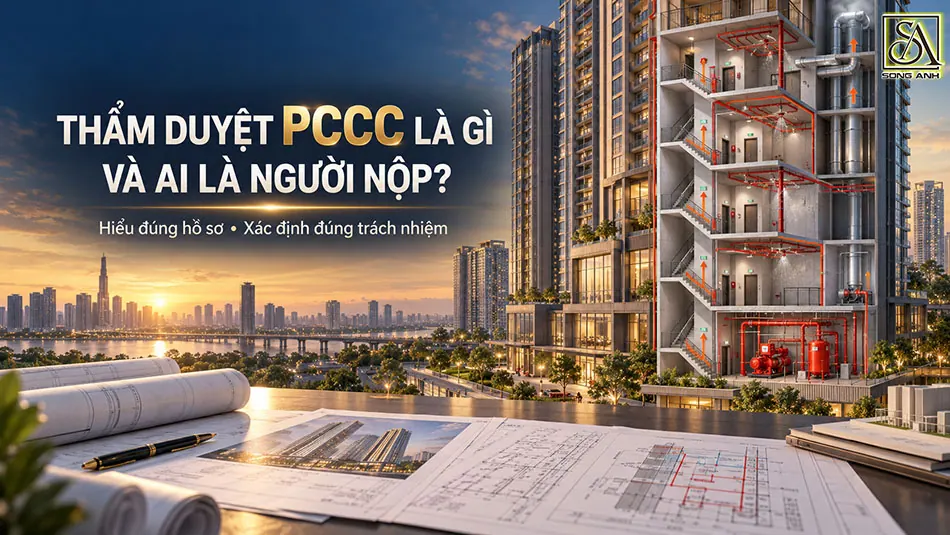 THẨM DUYỆT PCCC LÀ GÌ
VÀ AI LÀ NGƯỜI NỘP?
Hiểu đúng hồ sơ • Xác định đúng trách nhiệm
SA
SONG ANH